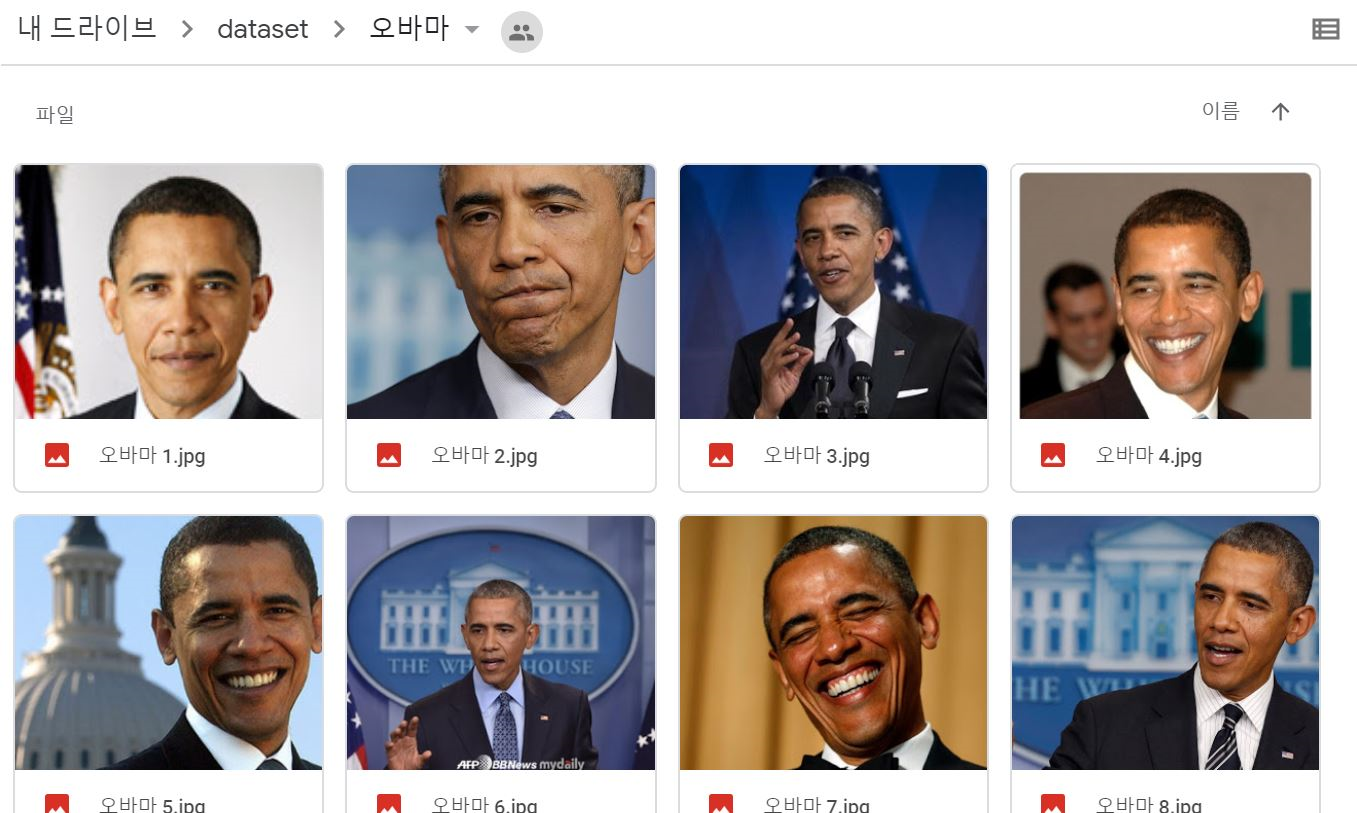 내 드라이브 > dataset > 오바마
파일
이름
오바마 1.jpg
오바마 2.jpg
오바마 3.jpg
오바마 4.jpg
THE WH HOUSE
AFP BBNews mydaily
HE WH
오바마 5.jpg
오바마 6.jpg
오바마 7.jpg
오바마 8.jpg